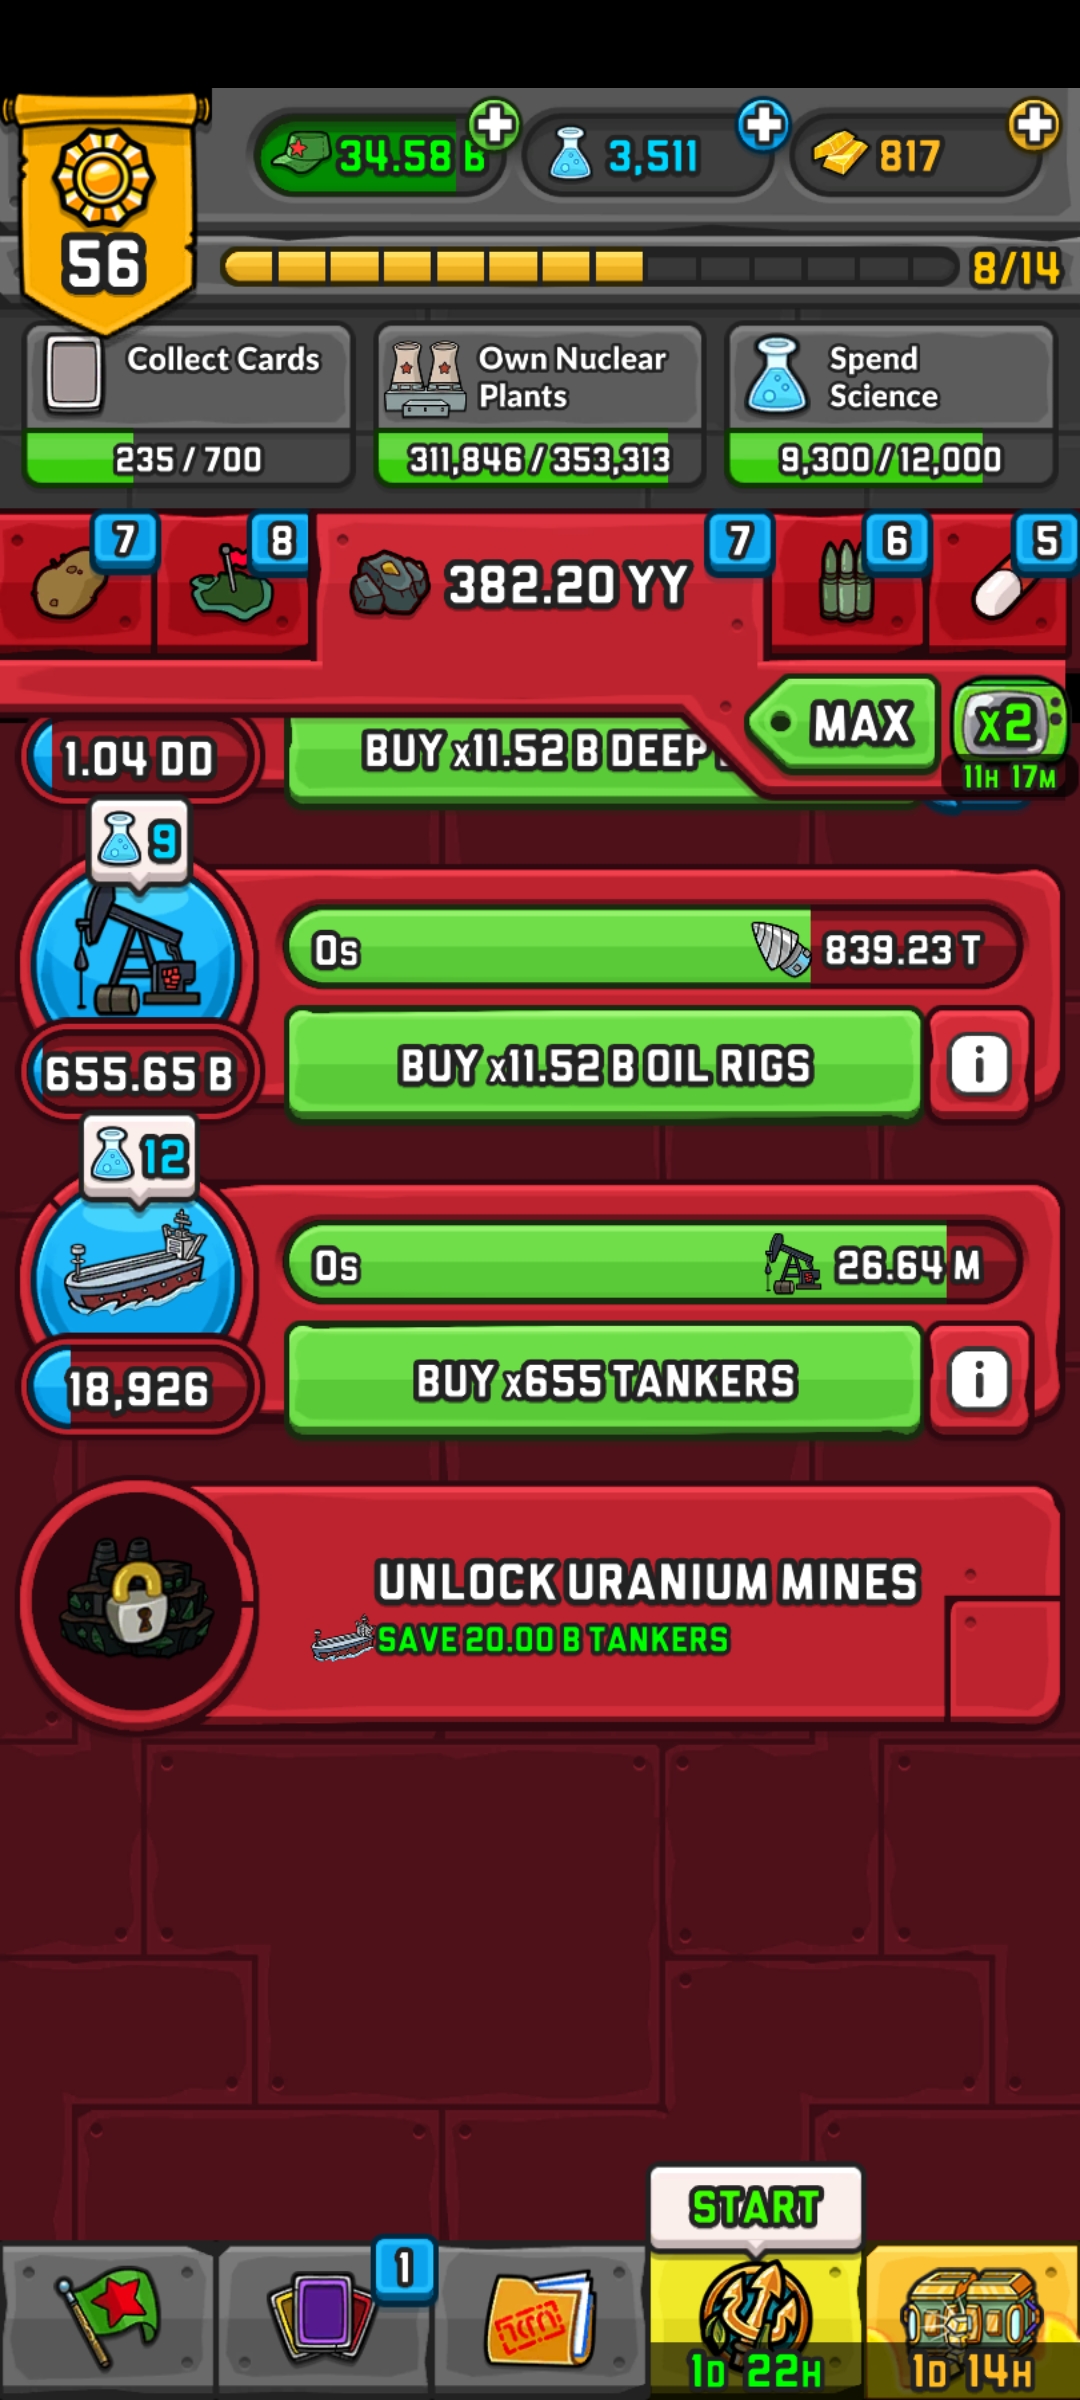 34.58 B
3,511
817
56
8/14
Collect Cards
235 / 700
Own Nuclear
Plants
311,846 / 353,313
Spend
Science
9,300 / 12,000
7
8
382.20 YY
7
6
5
1.04 DD
BUY x11.52 B DEEP
MAX
x2
11H 17M
9
0s
839.23 T
655.65 B
BUY x11.52 B OIL RIGS
i
12
0s
26.64 M
18,926
BUY x655 TANKERS
i
UNLOCK URANIUM MINES
SAVE 20.00 B TANKERS
START
1
1D 22H
1D 14H